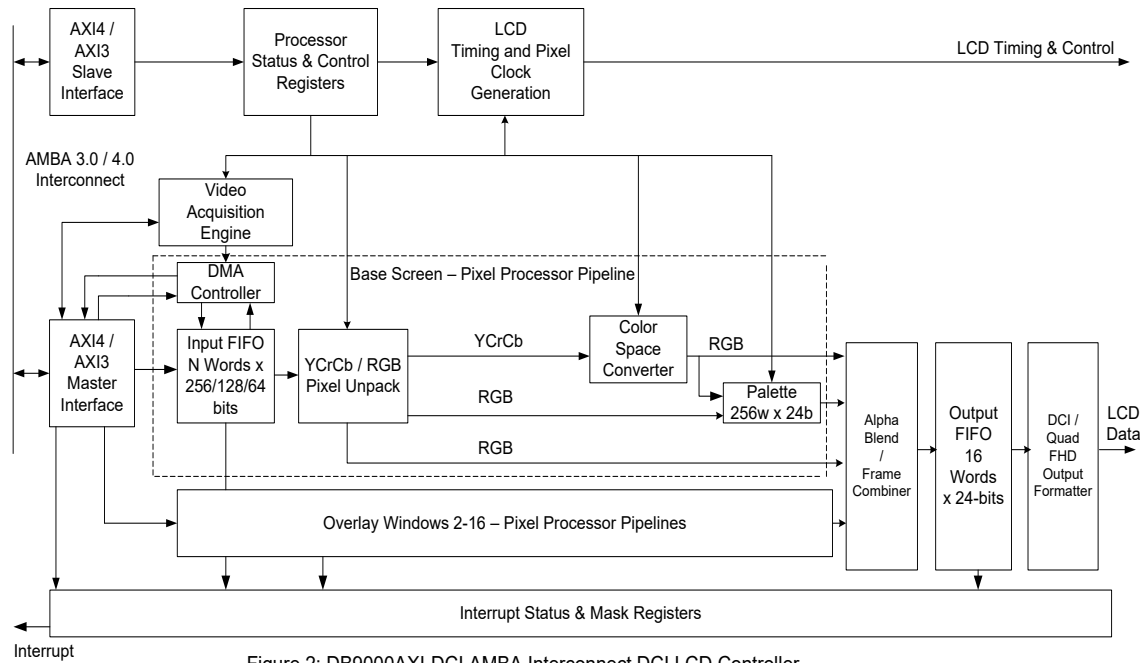 AXI4 /
AXI3
Slave
Interface
Processor
Status & Control
Registers
LCD
Timing and Pixel
Clock
Generation
LCD Timing & Control
AMBA 3.0 / 4.0
Interconnect
Video
Acquisition
Engine
DMA
Controller
Base Screen – Pixel Processor Pipeline
AXI4 /
AXI3
Master
Interface
Input FIFO
N Words x
256/128/64
bits
YCrCb / RGB
Pixel Unpack
YCrCb
RGB
RGB
Color
Space
Converter
RGB
Palette
256w x 24b
Alpha
Blend
/
Frame
Combiner
Output
FIFO
16
Words
x 24-bits
DCI /
Quad
FHD
Output
Formatter
LCD
Data
Overlay Windows 2-16 – Pixel Processor Pipelines
Interrupt Status & Mask Registers
Interrupt